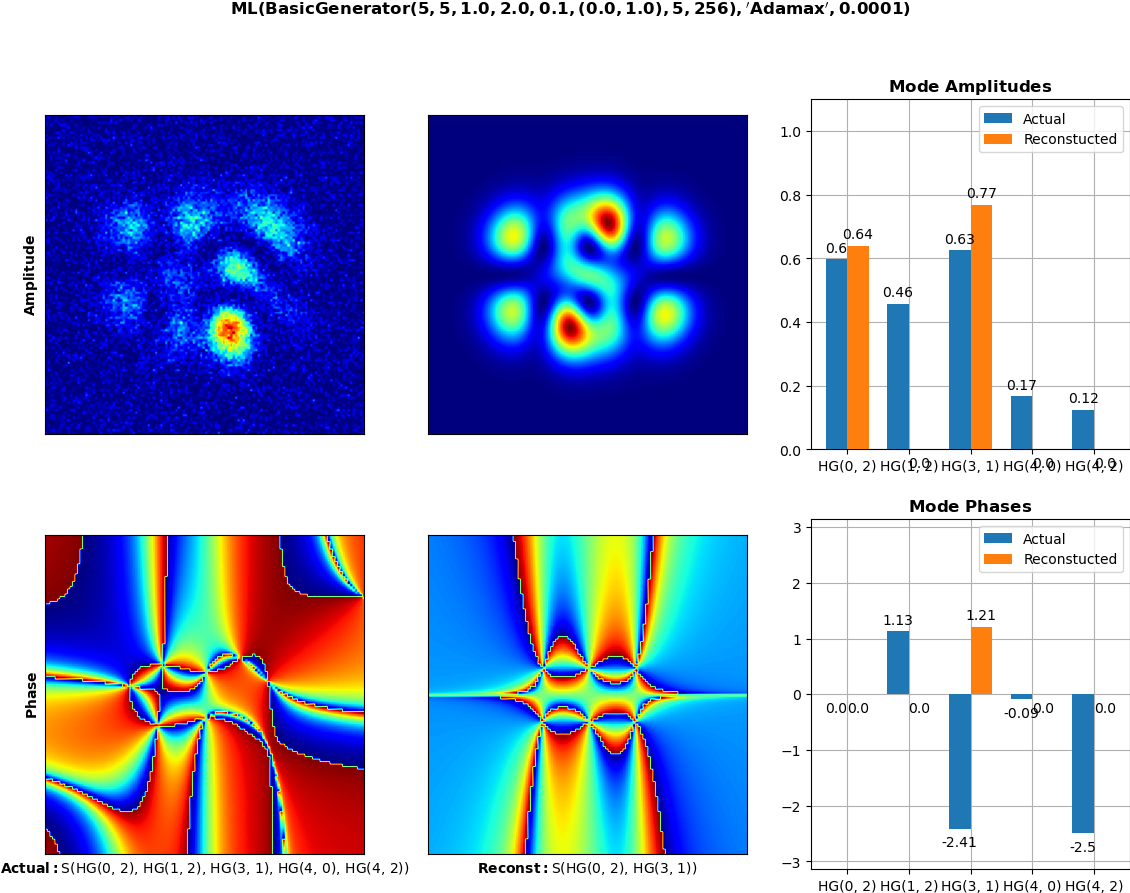 ML(BasicGenerator(5, 5, 1.0, 2.0, 0.1, (0.0, 1.0), 5, 256), ′Adamax′, 0.0001)
Amplitude
Mode Amplitudes
Actual
Reconstucted
1.0
0.8
0.6
0.4
0.2
0.0
0.6
0.64
0.46
0.0
0.63
0.77
0.17
0.0
0.12
0.0
HG(0, 2)
HG(1, 2)
HG(3, 1)
HG(4, 0)
HG(4, 2)
Phase
Actual: S(HG(0, 2), HG(1, 2), HG(3, 1), HG(4, 0), HG(4, 2))
Reconst: S(HG(0, 2), HG(3, 1))
Mode Phases
Actual
Reconstucted
3
2
1
0
−1
−2
−3
0.0
0.0
1.13
0.0
-2.41
1.21
-0.09
0.0
-2.5
0.0
HG(0, 2)
HG(1, 2)
HG(3, 1)
HG(4, 0)
HG(4, 2)